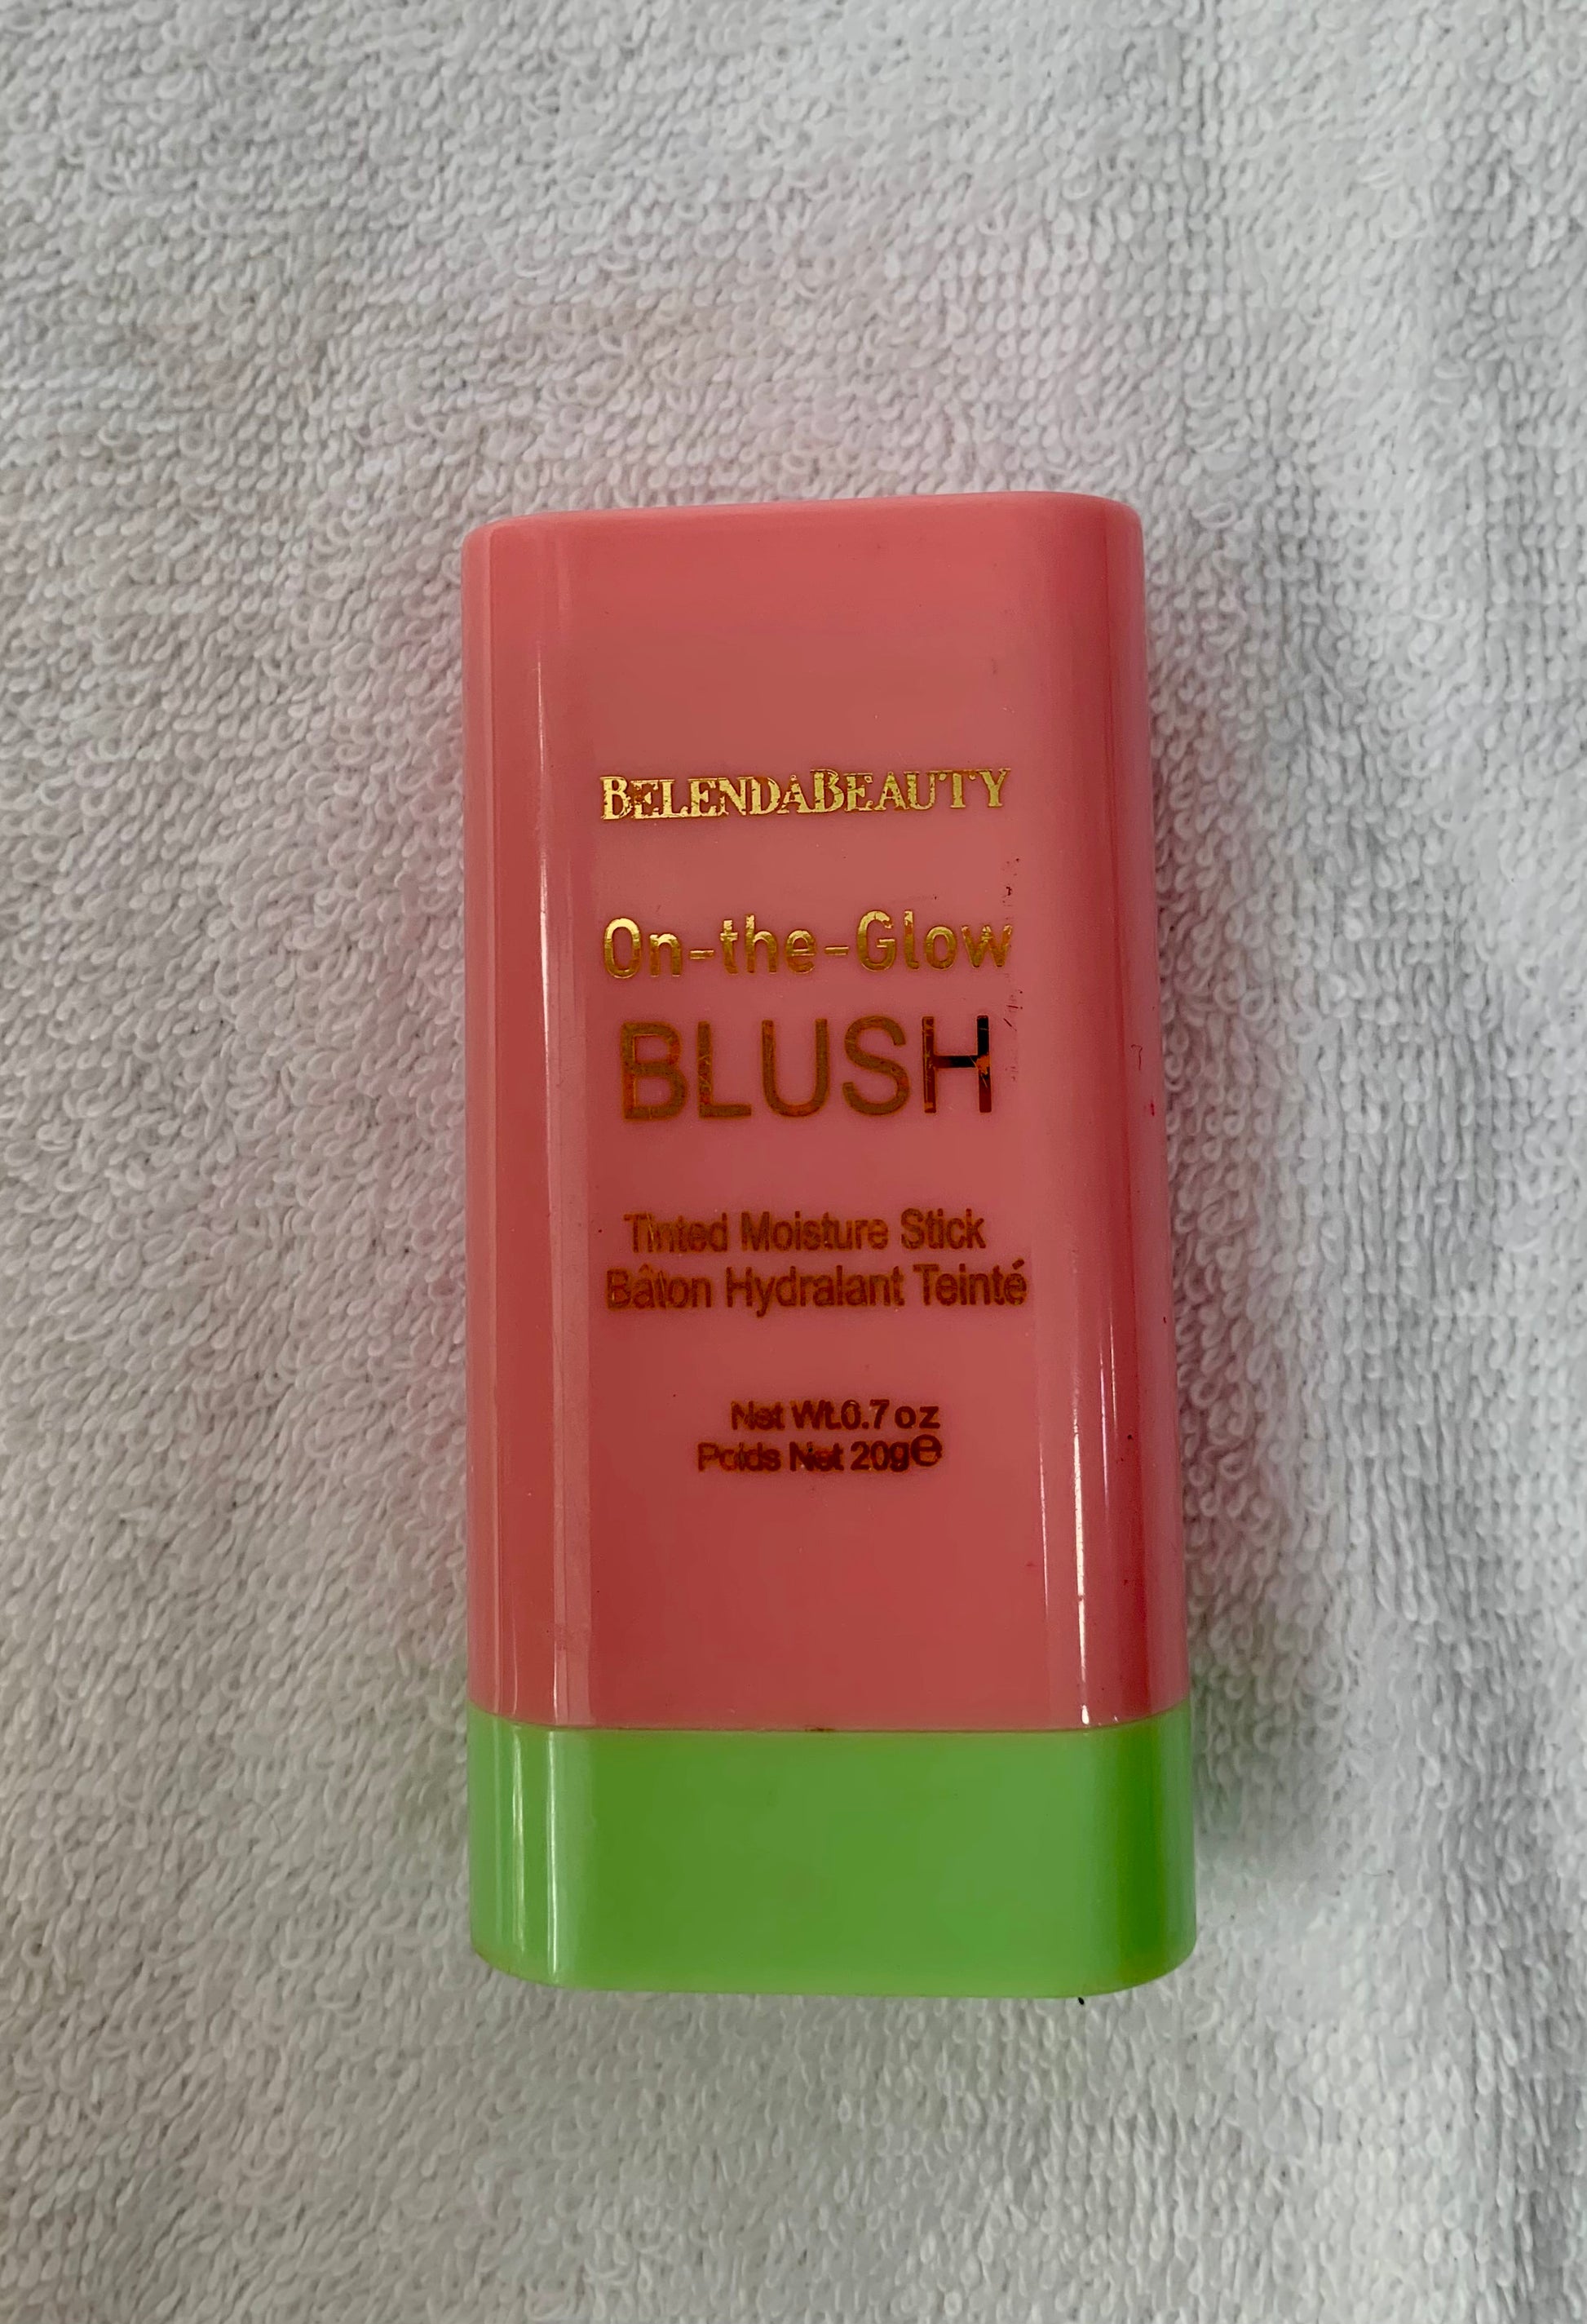 BELENDABEAUTY
On-the-Glow
BLUSH
Tinted Moisture Stick
Bâton Hydralant Teinté
Net Wt.0.7 oz
Poids Net 20g℮